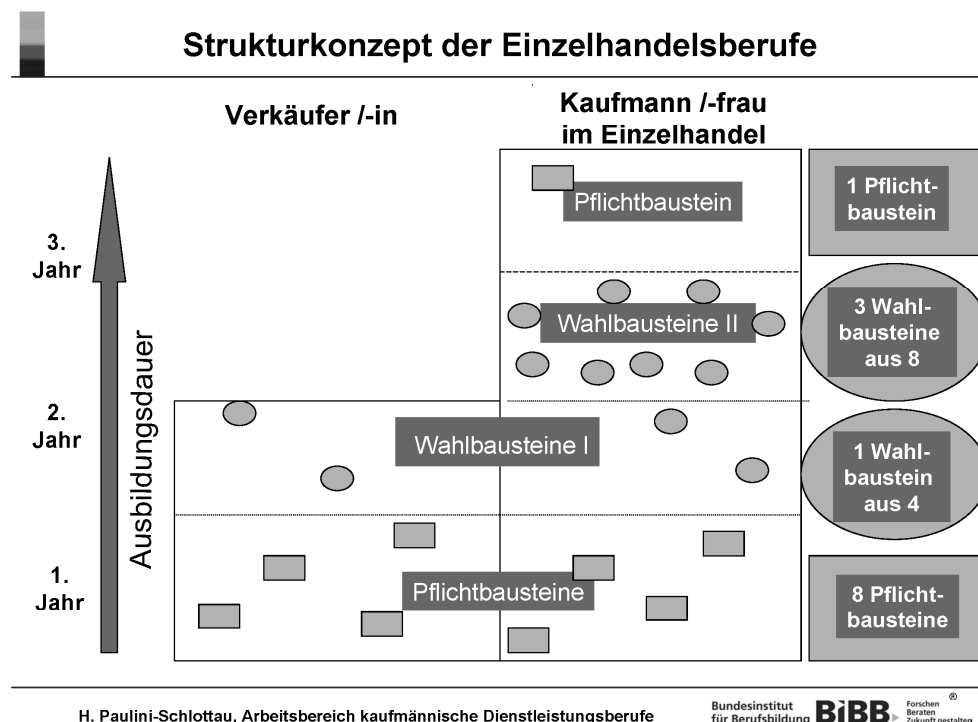 Strukturkonzept der Einzelhandelsberufe
Verkäufer /-in
Kaufmann /-frau
im Einzelhandel
3.
Jahr
2.
Jahr
1.
Jahr
Ausbildungsdauer
Pflichtbaustein
Wahlbausteine II
Wahlbausteine I
Pflichtbausteine
1 Pflicht-
baustein
3 Wahl-
bausteine
aus 8
1 Wahl-
baustein
aus 4
8 Pflicht-
bausteine
H. Paulini-Schlottau, Arbeitsbereich kaufmännische Dienstleistungsberufe
Bundesinstitut
für Berufsbildung
BiBB
®
Forschen
Beraten
Zukunft gestalten